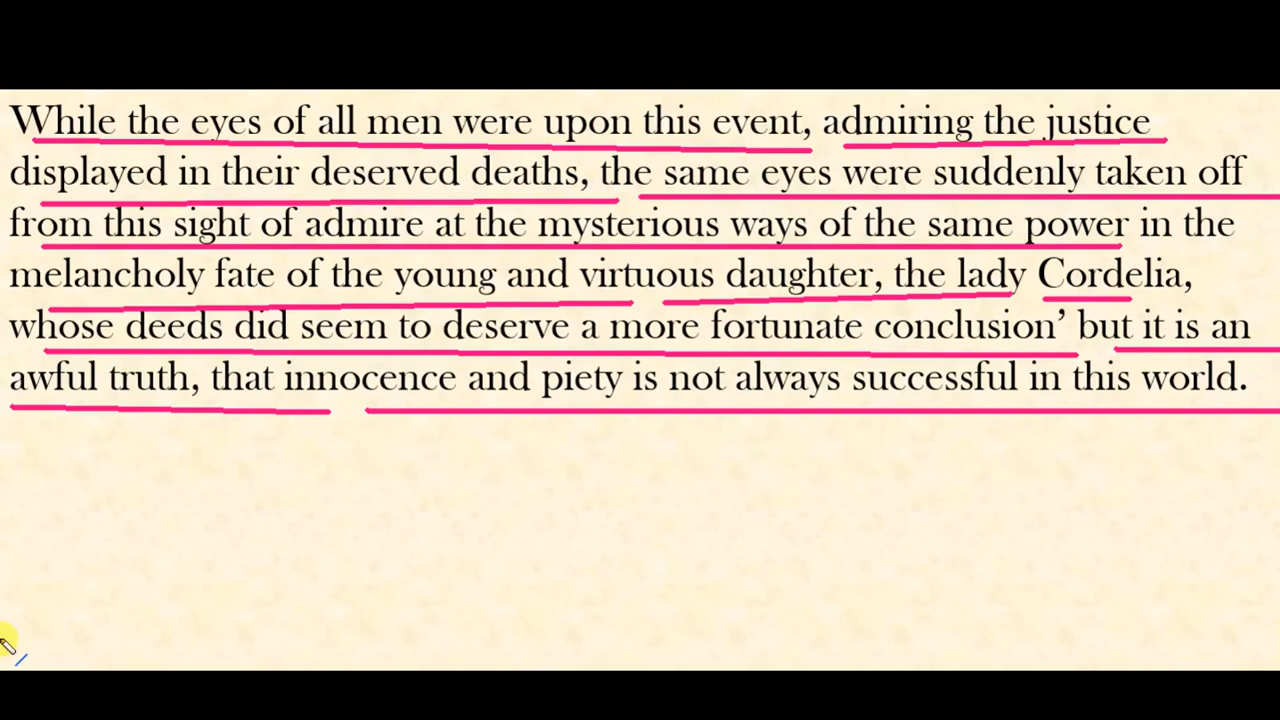 While the eyes of all men were upon this event, admiring the justice
displayed in their deserved deaths, the same eyes were suddenly taken off
from this sight of admire at the mysterious ways of the same power in the
melancholy fate of the young and virtuous daughter, the lady Cordelia,
whose deeds did seem to deserve a more fortunate conclusion’ but it is an
awful truth, that innocence and piety is not always successful in this world.